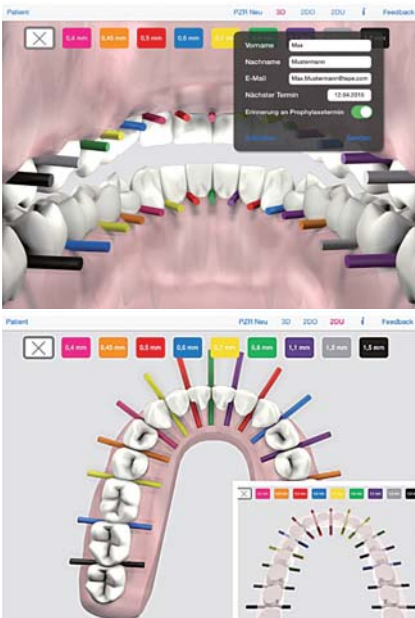 Patient PZR Neu 3D 2DO 2DU i Feedback
0,4 mm 0,45 mm 0,5 mm 0,6 mm
Vorname Max
Nachname Mustermann
E-Mail Max.Mustermann@tepe.com
Nächster Termin 12.04.2015
Erinnerung an Prophylaxetermin
Senden
Patient PZR Neu 3D 2DO 2DU i Feedback
0,4 mm 0,45 mm 0,5 mm 0,6 mm 0,7 mm 0,8 mm 1,1 mm 1,3 mm 1,5 mm